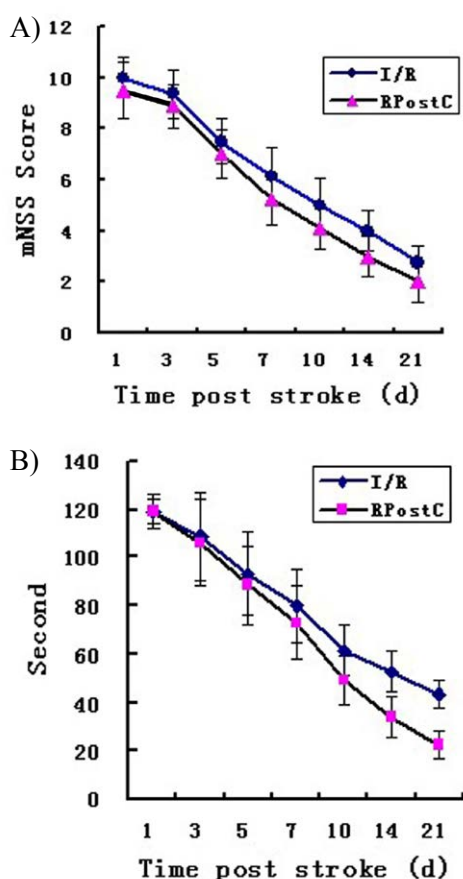 A)
I/R
RPostC
mNSS Score
12
10
8
6
4
2
0
1 3 5 7 10 14 21
Time post stroke (d)
B)
I/R
RPostC
Second
140
120
100
80
60
40
20
0
1 3 5 7 10 14 21
Time post stroke (d)